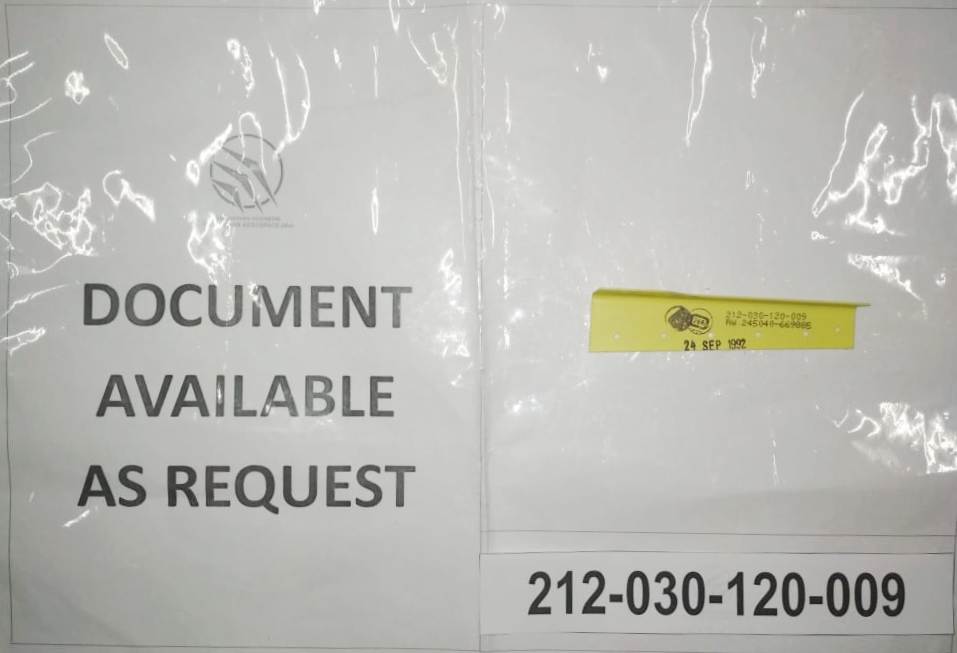 DOCUMENT
AVAILABLE
AS REQUEST
212-030-120-009
24 SEP 1992
212-030-120-009